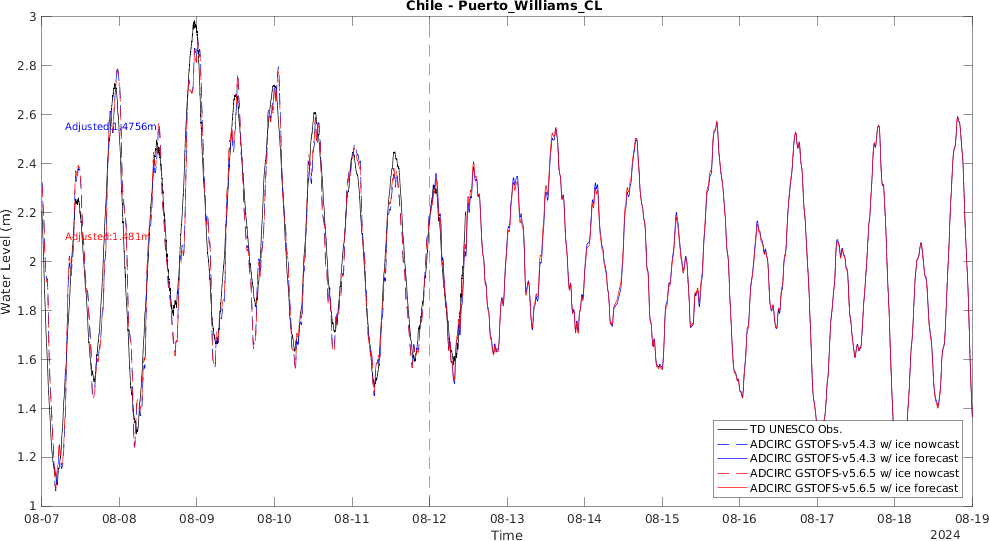 Chile - Puerto_Williams_CL
3
2.8
2.6
2.4
2.2
2
1.8
1.6
1.4
1.2
1
Water Level (m)
Adjusted:1.4756m
Adjusted:1.481m
TD UNESCO Obs.
ADCIRC GSTOFS-v5.4.3 w/ ice nowcast
ADCIRC GSTOFS-v5.4.3 w/ ice forecast
ADCIRC GSTOFS-v5.6.5 w/ ice nowcast
ADCIRC GSTOFS-v5.6.5 w/ ice forecast
08-07 08-08 08-09 08-10 08-11 08-12 08-13 08-14 08-15 08-16 08-17 08-18 08-19
Time
2024